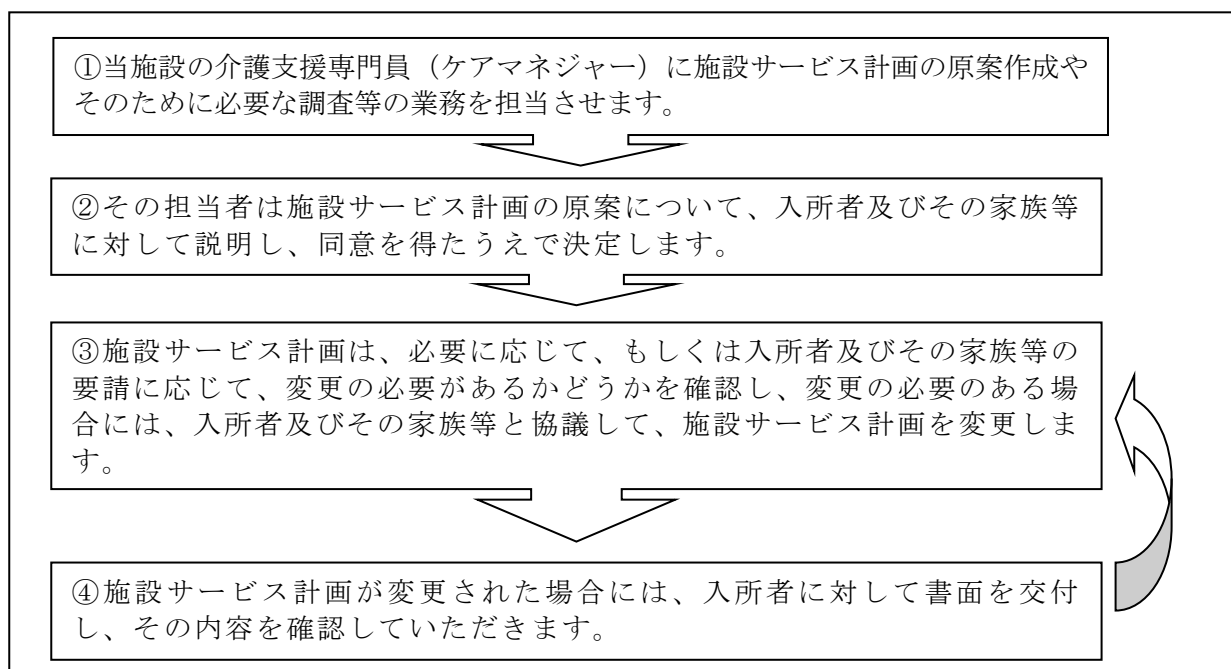 ①当施設の介護支援専門員（ケアマネジャー）に施設サービス計画の原案作成や
そのために必要な調査等の業務を担当させます。
②その担当者は施設サービス計画の原案について、入所者及びその家族等
に対して説明し、同意を得たうえで決定します。
③施設サービス計画は、必要に応じて、もしくは入所者及びその家族等の
要請に応じて、変更の必要があるかどうかを確認し、変更の必要のある場
合には、入所者及びその家族等と協議して、施設サービス計画を変更しま
す。
④施設サービス計画が変更された場合には、入所者に対して書面を交付
し、その内容を確認していただきます。